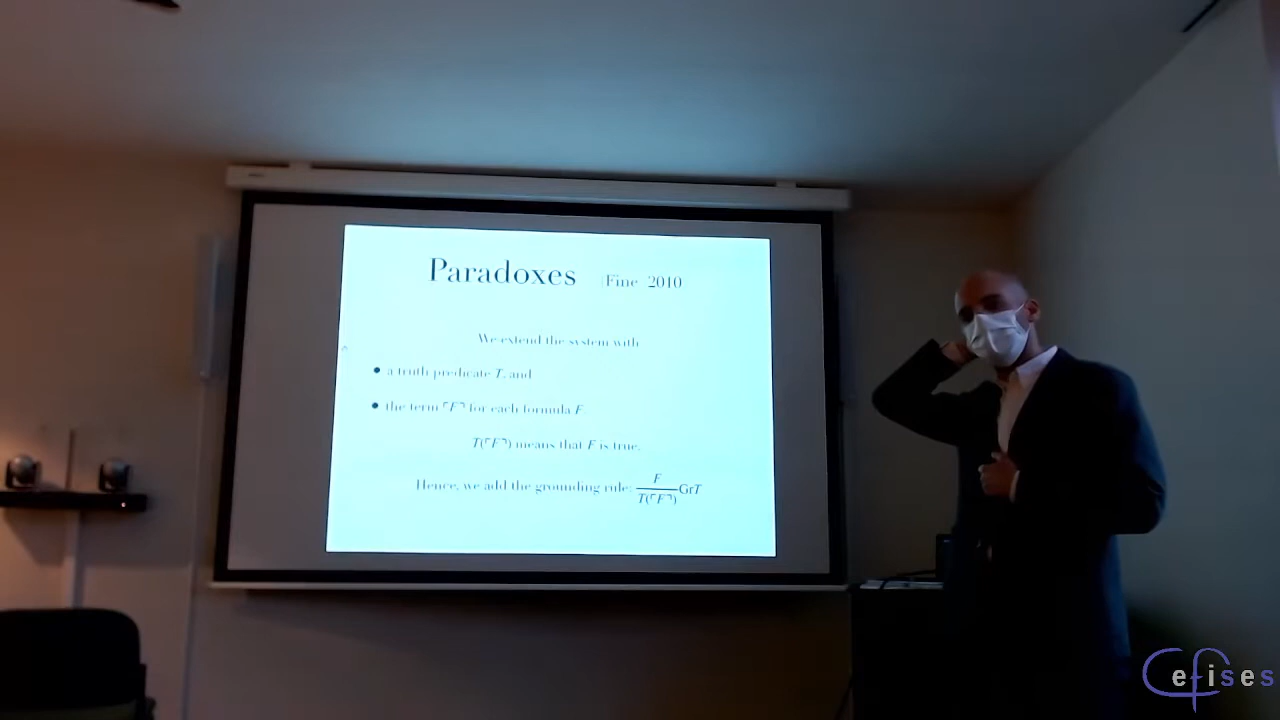 Paradoxes (Fine 2010)
We extend the system with
• a truth predicate T, and
• the term ⌜F⌝ for each formula F.
T(⌜F⌝) means that F is true.
Hence, we add the grounding rule: F
T(⌜F⌝) GrT
Cefises